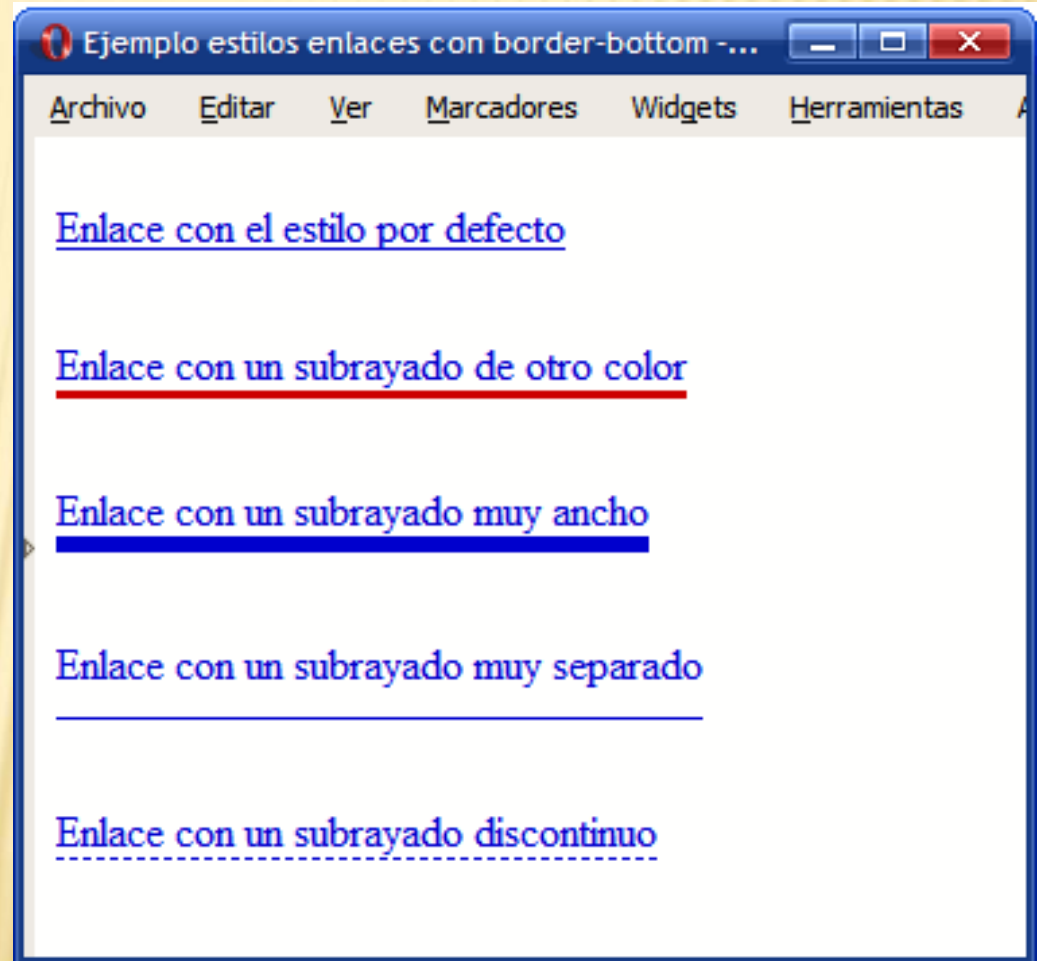 Ejemplo estilos enlaces con border-bottom -...
Archivo Editar Ver Marcadores Widgets Herramientas A
Enlace con el estilo por defecto
Enlace con un subrayado de otro color
Enlace con un subrayado muy ancho
Enlace con un subrayado muy separado
Enlace con un subrayado discontinuo